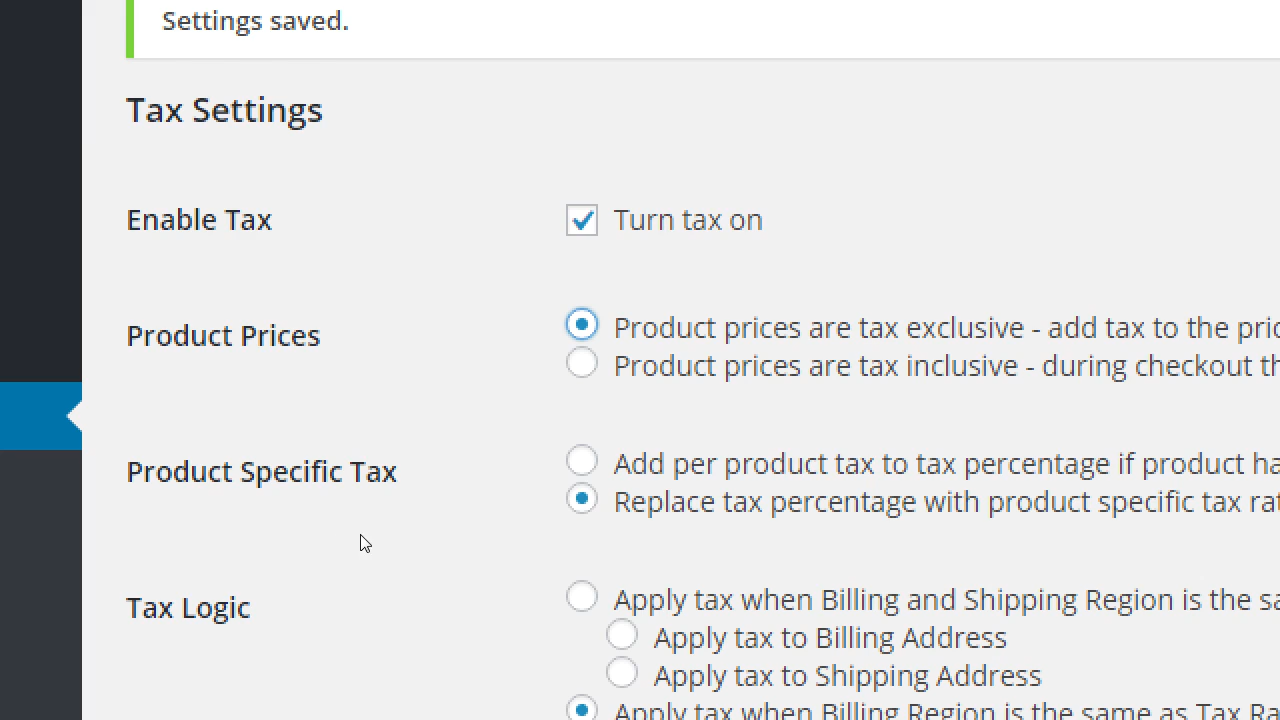 Settings saved.
Tax Settings
Enable Tax
Turn tax on
Product Prices
Product prices are tax exclusive - add tax to the
Product prices are tax inclusive - during checkout
Product Specific Tax
Add per product tax to tax percentage if product
Replace tax percentage with product specific tax
Tax Logic
Apply tax when Billing and Shipping Region is the
Apply tax to Billing Address
Apply tax to Shipping Address
Apply tax when Billing Region is the same as Tax